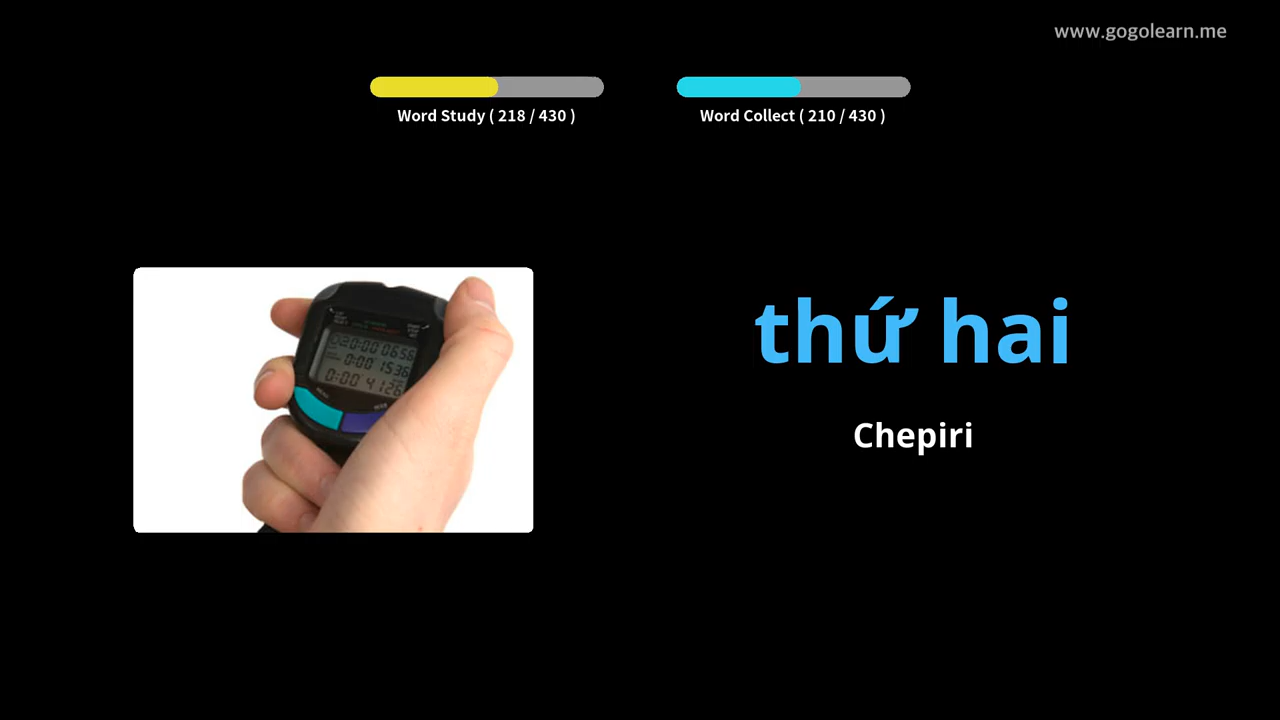 www.gogolearn.me
Word Study ( 218 / 430 )
Word Collect ( 210 / 430 )
thứ hai
Chepiri